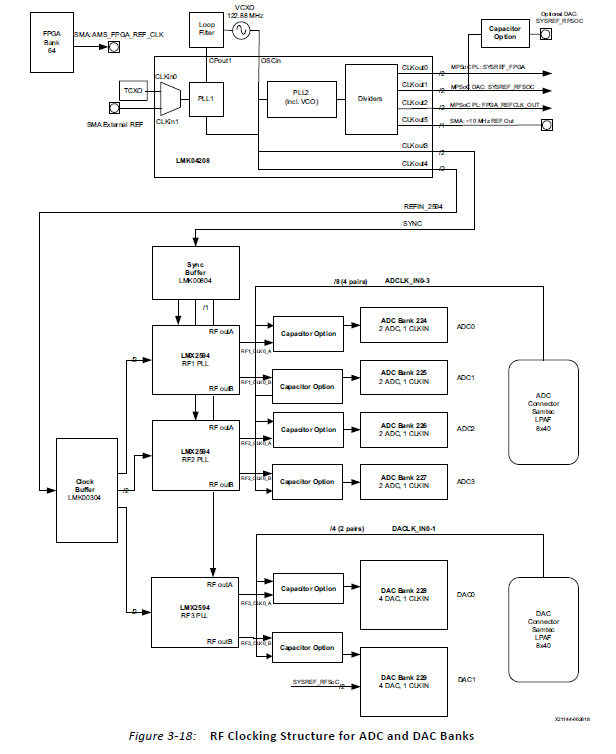 FPGA
Bank
64
SMA: AMS_FPGA_REF_CLK
Loop
Filter
VCXO
122.88 MHz
Optional DAC:
SYSREF_RFSOC
Capacitor
Option
CPout1
OSCin
CLKin0
TCXO
PLL1
CLKin1
SMA External REF
PLL2
(incl. VCO)
Dividers
CLKout0
/2
MPSoC PL: SYSREF_FPGA
CLKout1
/2
MPSoC DAC: SYSREF_RFSOC
CLKout2
/2
MPSoC PL: FPGA_REFCLK_OUT
CLKout5
/1
SMA: ~10 MHz REF Out
CLKout3
/2
CLKout4
/2
LMK04208
REFIN_2594
SYNC
Sync
Buffer
LMK00804
/1
/8 (4 pairs)
ADCLK_IN0-3
RF outA
LMX2594
RF1 PLL
RF outB
/2
RF1_CLK0_A
RF1_CLK0_B
Capacitor Option
ADC Bank 224
2 ADC, 1 CLKIN
ADC0
Capacitor Option
ADC Bank 225
2 ADC, 1 CLKIN
ADC1
RF outA
LMX2594
RF2 PLL
RF outB
RF2_CLK0_A
RF2_CLK0_B
Capacitor Option
ADC Bank 226
2 ADC, 1 CLKIN
ADC2
Capacitor Option
ADC Bank 227
2 ADC, 1 CLKIN
ADC3
ADC
Connector
Samtec
LPAF
8x40
Clock
Buffer
LMK00304
/2
/2
/4 (2 pairs)
DACLK_IN0-1
RF outA
LMX2594
RF3 PLL
RF outB
RF3_CLK0_A
RF3_CLK0_B
Capacitor Option
DAC Bank 228
4 DAC, 1 CLKIN
DAC0
Capacitor Option
DAC Bank 229
4 DAC, 1 CLKIN
DAC1
SYSREF_RFSoC
/2
DAC
Connector
Samtec
LPAF
8x40
X21144-062818
Figure 3-18: RF Clocking Structure for ADC and DAC Banks